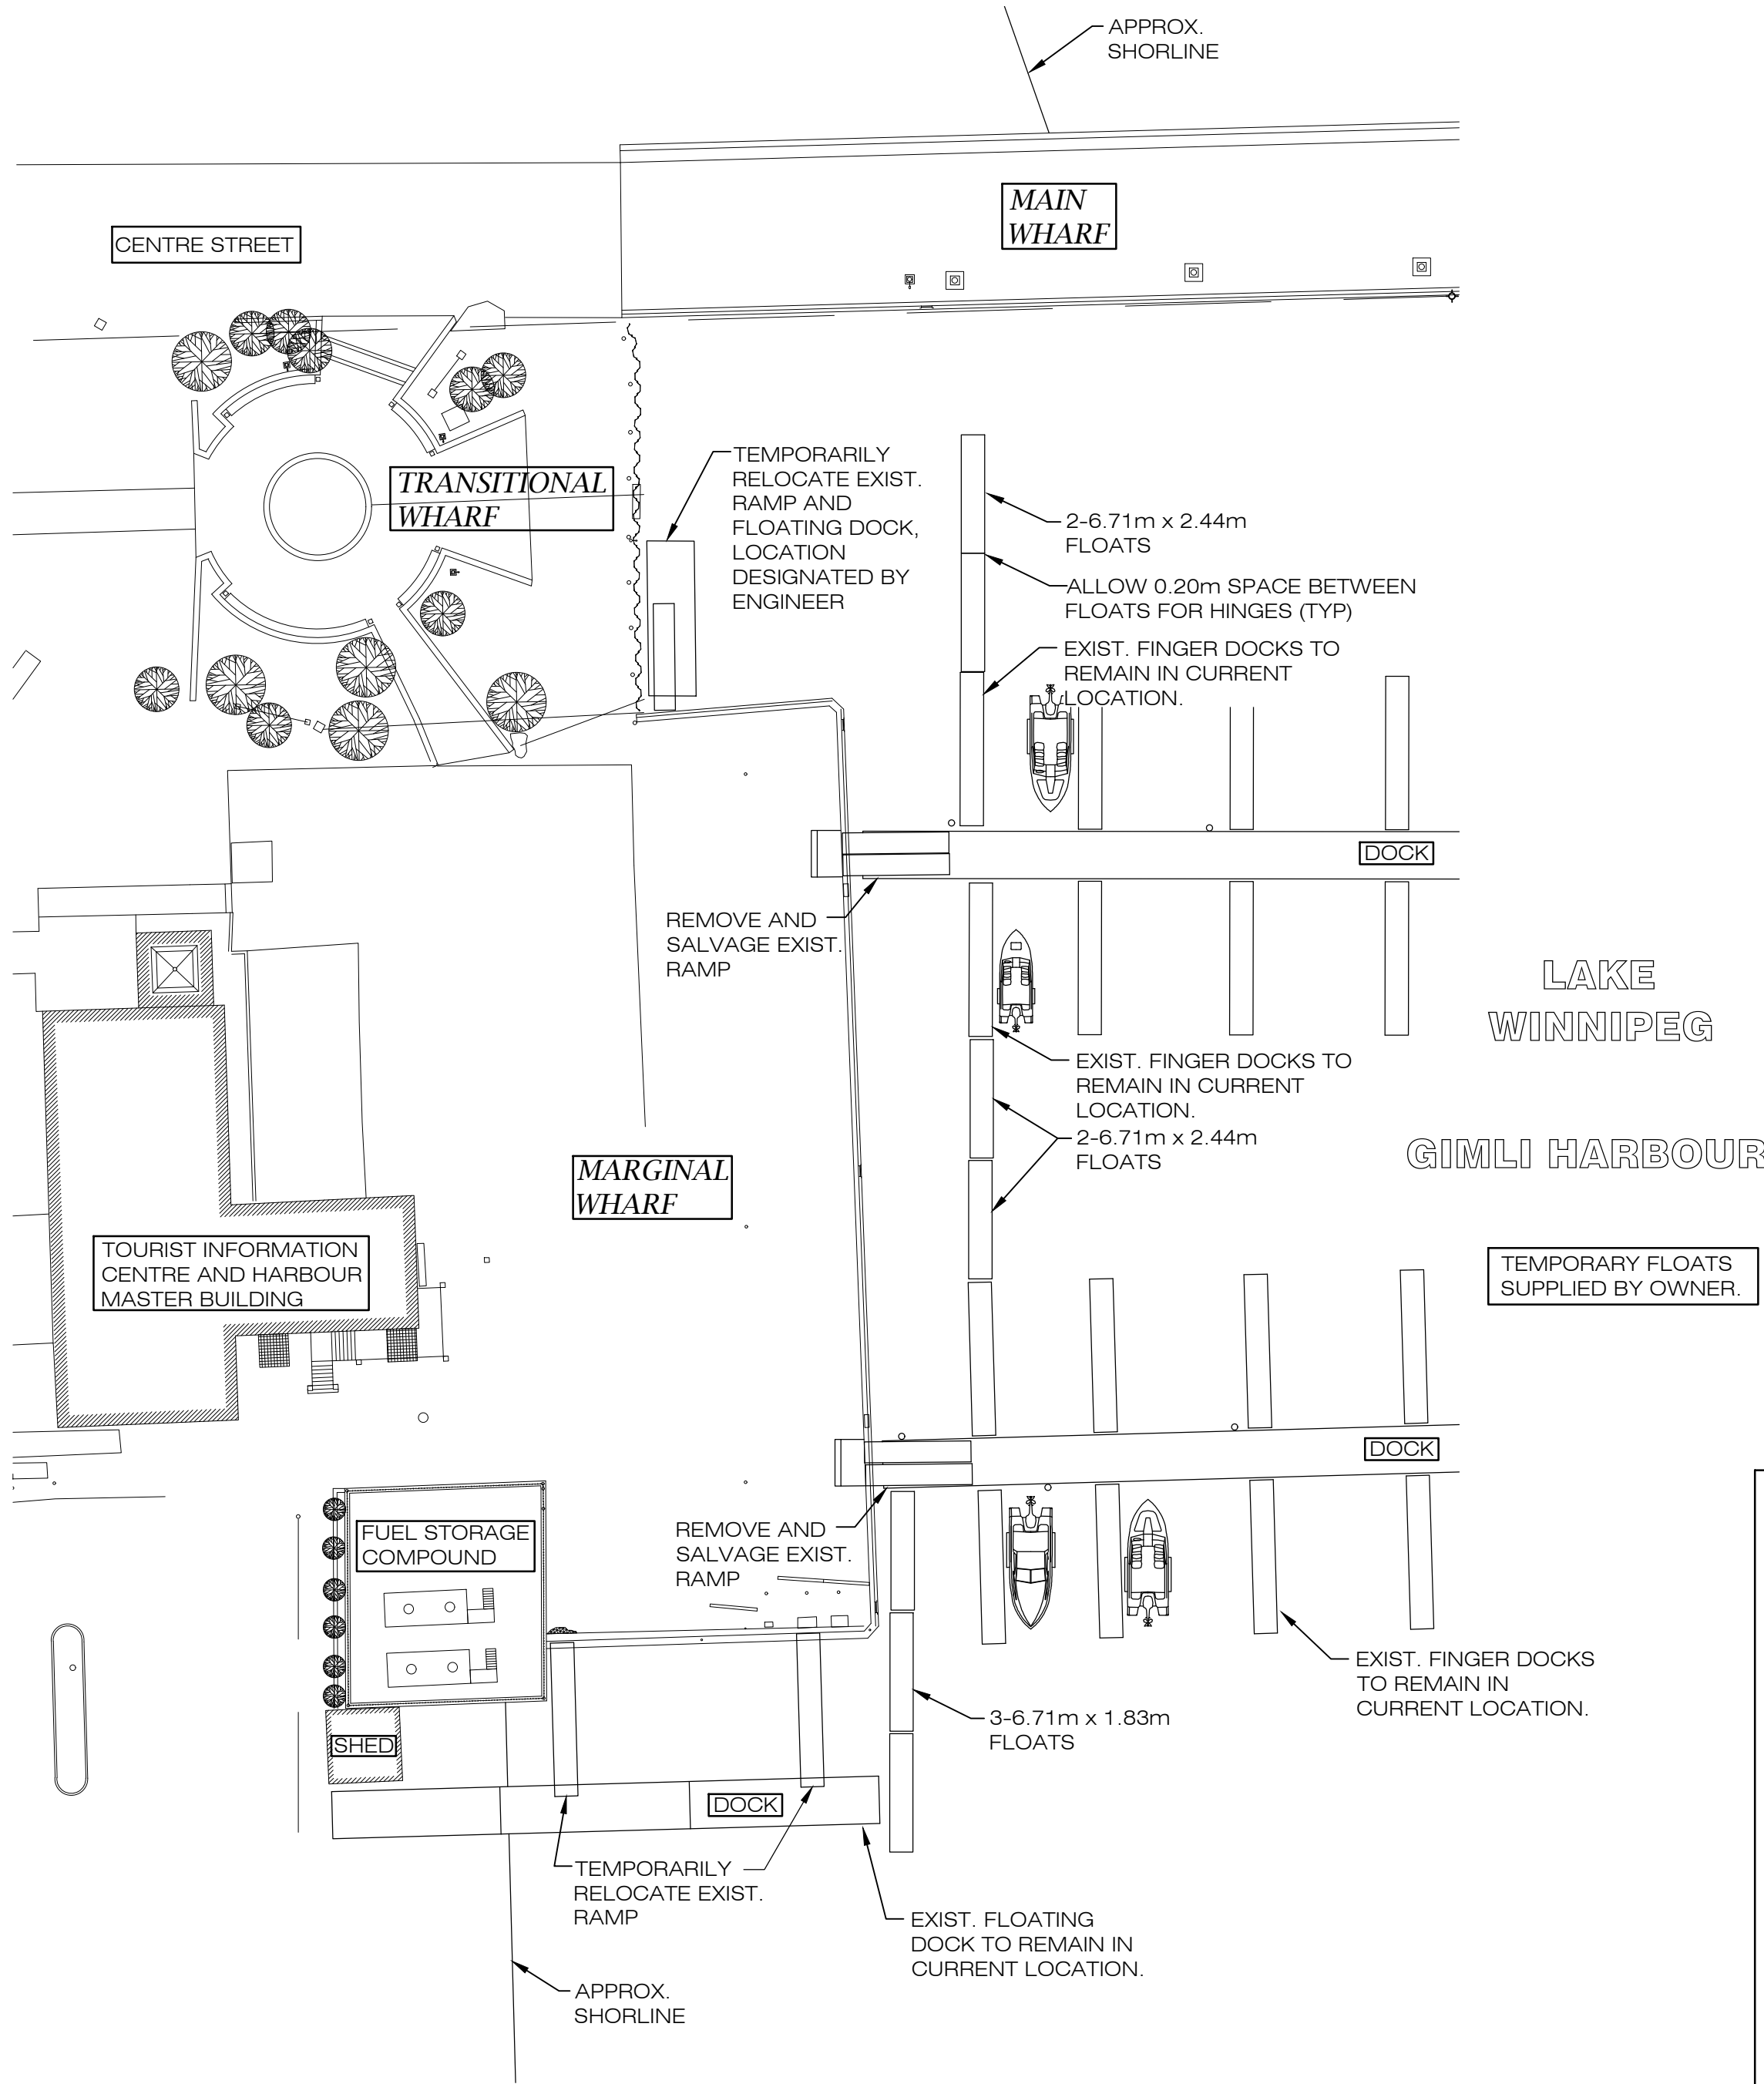 APPROX.
SHORLINE
MAIN
WHARF
CENTRE STREET
TRANSITIONAL
WHARF
TEMPORARILY
RELOCATE EXIST.
RAMP AND
FLOATING DOCK,
LOCATION
DESIGNATED BY
ENGINEER
2-6.71m x 2.44m
FLOATS
ALLOW 0.20m SPACE BETWEEN
FLOATS FOR HINGES (TYP)
EXIST. FINGER DOCKS TO
REMAIN IN CURRENT
LOCATION.
DOCK
REMOVE AND
SALVAGE EXIST.
RAMP
LAKE
WINNIPEG
EXIST. FINGER DOCKS TO
REMAIN IN CURRENT
LOCATION.
2-6.71m x 2.44m
FLOATS
GIMLI HARBOUR
MARGINAL
WHARF
TOURIST INFORMATION
CENTRE AND HARBOUR
MASTER BUILDING
TEMPORARY FLOATS
SUPPLIED BY OWNER.
DOCK
FUEL STORAGE
COMPOUND
REMOVE AND
SALVAGE EXIST.
RAMP
EXIST. FINGER DOCKS
TO REMAIN IN
CURRENT LOCATION.
3-6.71m x 1.83m
FLOATS
SHED
DOCK
TEMPORARILY
RELOCATE EXIST.
RAMP
EXIST. FLOATING
DOCK TO REMAIN IN
CURRENT LOCATION.
APPROX.
SHORLINE